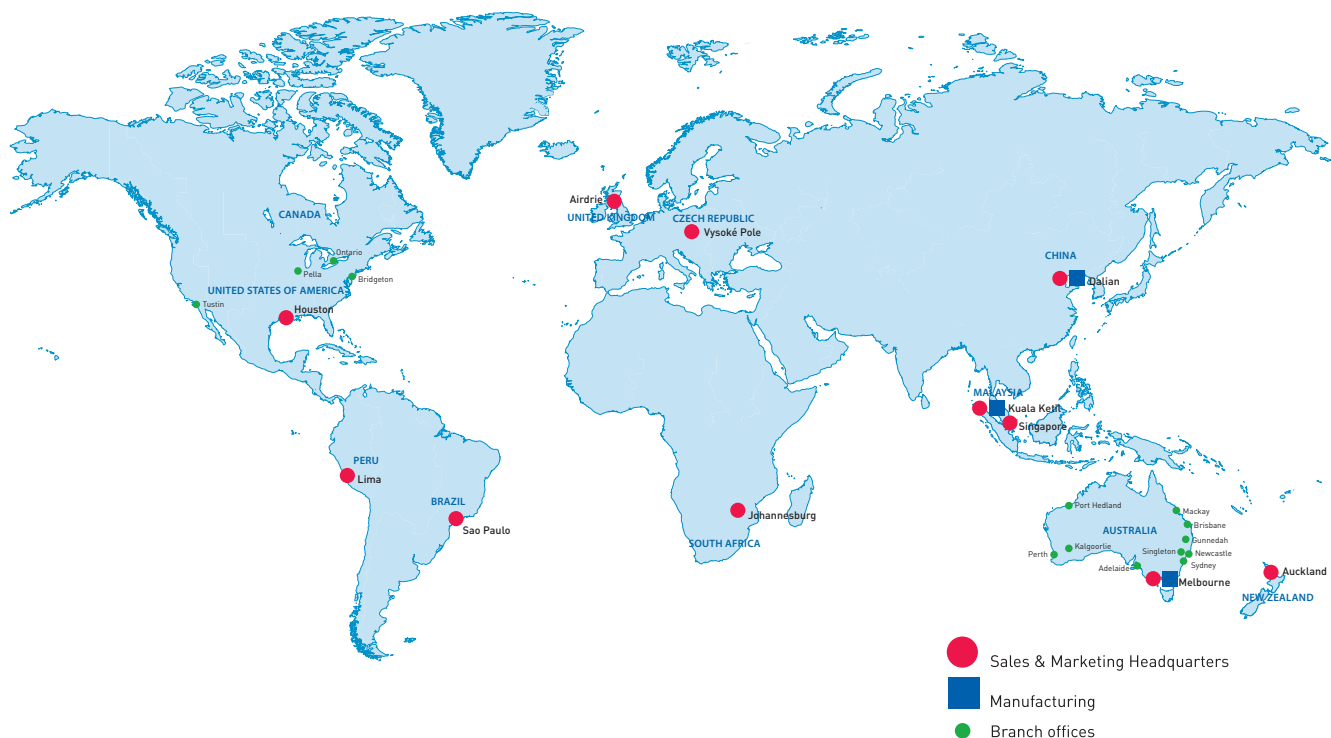 Airdrie
UNITED KINGDOM
CZECH REPUBLIC
Vysoké Pole
CANADA
Ontario
Pella
Bridgeton
UNITED STATES OF AMERICA
Tustin
Houston
CHINA
Dalian
MALAYSIA
Kuala Ketil
Singapore
PERU
Lima
BRAZIL
Sao Paulo
Johannesburg
SOUTH AFRICA
Port Hedland
Mackay
Brisbane
AUSTRALIA
Gunnedah
Kalgoorlie
Perth
Singleton
Newcastle
Sydney
Adelaide
Melbourne
Auckland
NEW ZEALAND
Sales & Marketing Headquarters
Manufacturing
Branch offices